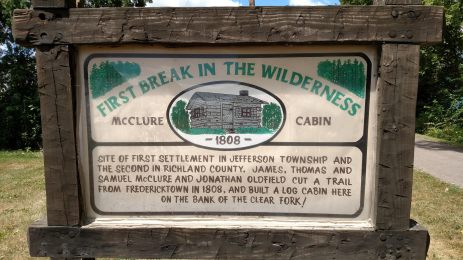 FIRST BREAK IN THE WILDERNESS
McCLURE CABIN
1808
SITE OF FIRST SETTLEMENT IN JEFFERSON TOWNSHIP AND
THE SECOND IN RICHLAND COUNTY. JAMES, THOMAS AND
SAMUEL McCLURE AND JONATHAN OLDFIELD CUT A TRAIL
FROM FREDERICKTOWN IN 1808, AND BUILT A LOG CABIN HERE
ON THE BANK OF THE CLEAR FORK!